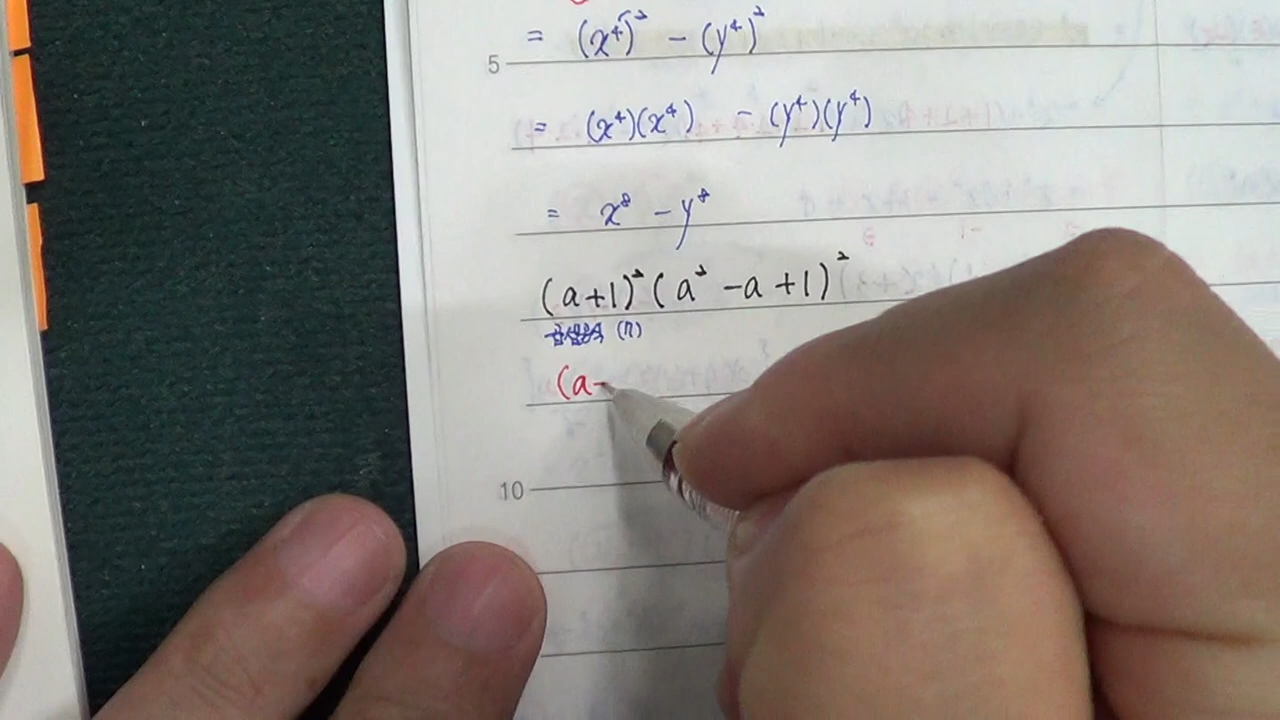 = (x⁴)² - (y⁴)²
5
= (x⁴)(x⁴) - (y⁴)(y⁴)
= x⁸ - y⁸
(a+1)²(a² -a +1)²
(a-
10